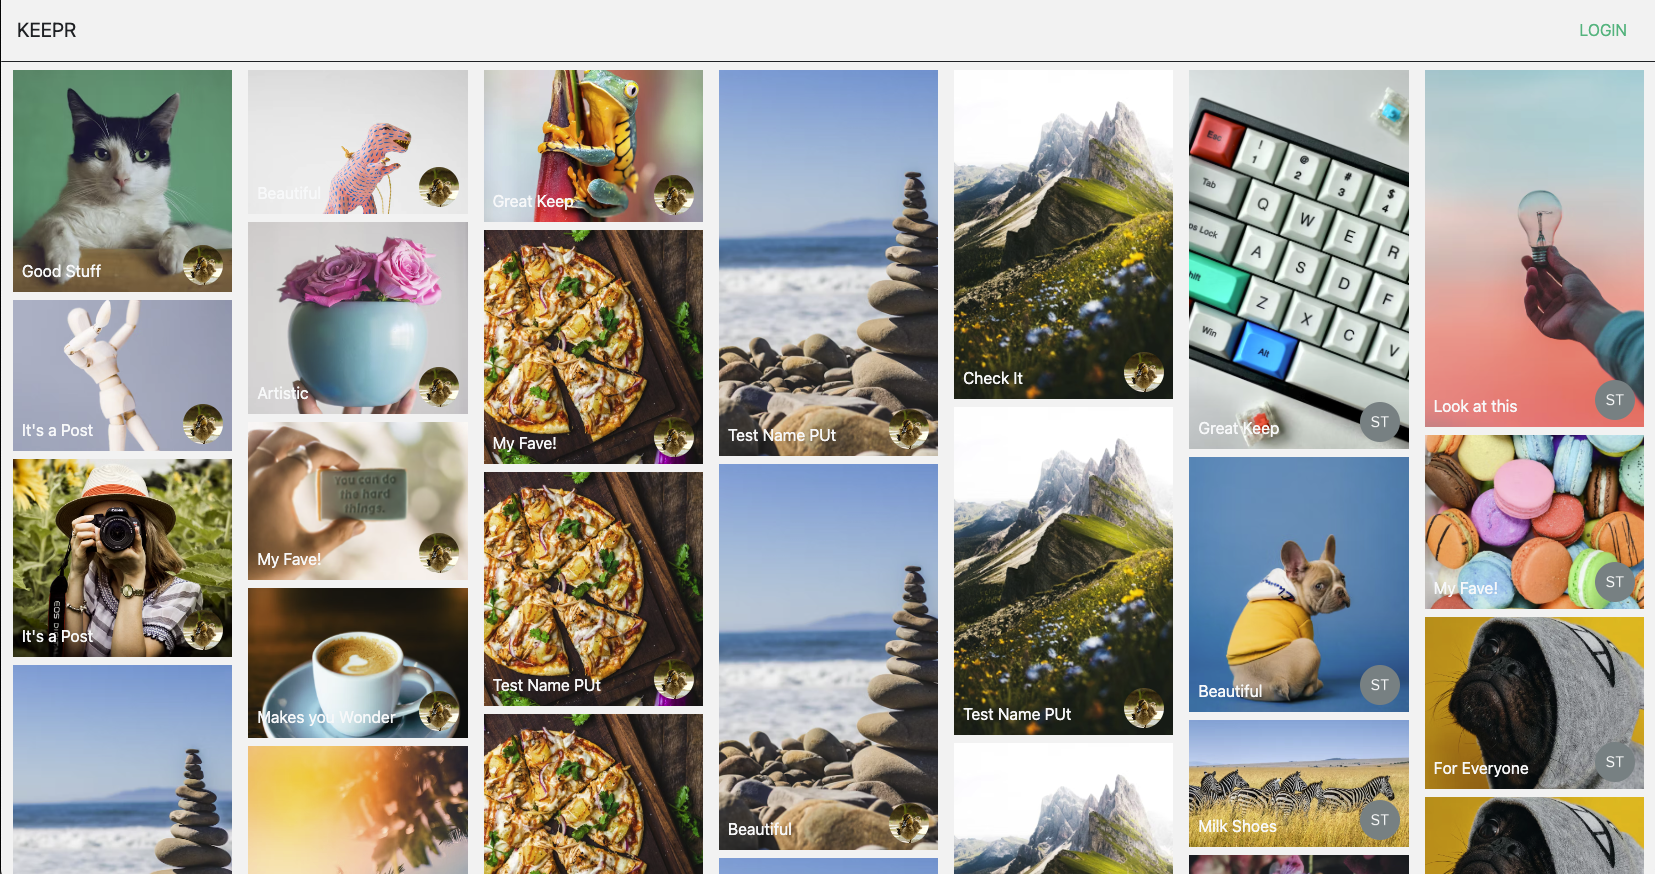 KEEPR
LOGIN
Good Stuff
It's a Post
It's a Post
Beautiful
Artistic
You can do
the hard
things.
My Fave!
Makes you Wonder
Great Keep
My Fave!
Test Name PUt
Test Name PUt
Beautiful
Check It
Test Name PUt
Esc
! 1
@ 2
# 3
$ 4
Tab
Q W E R
Lock
A S D F
Z X C V
Win
Alt
Great Keep
ST
Beautiful
ST
Milk Shoes
ST
Look at this
ST
My Fave!
ST
For Everyone
ST